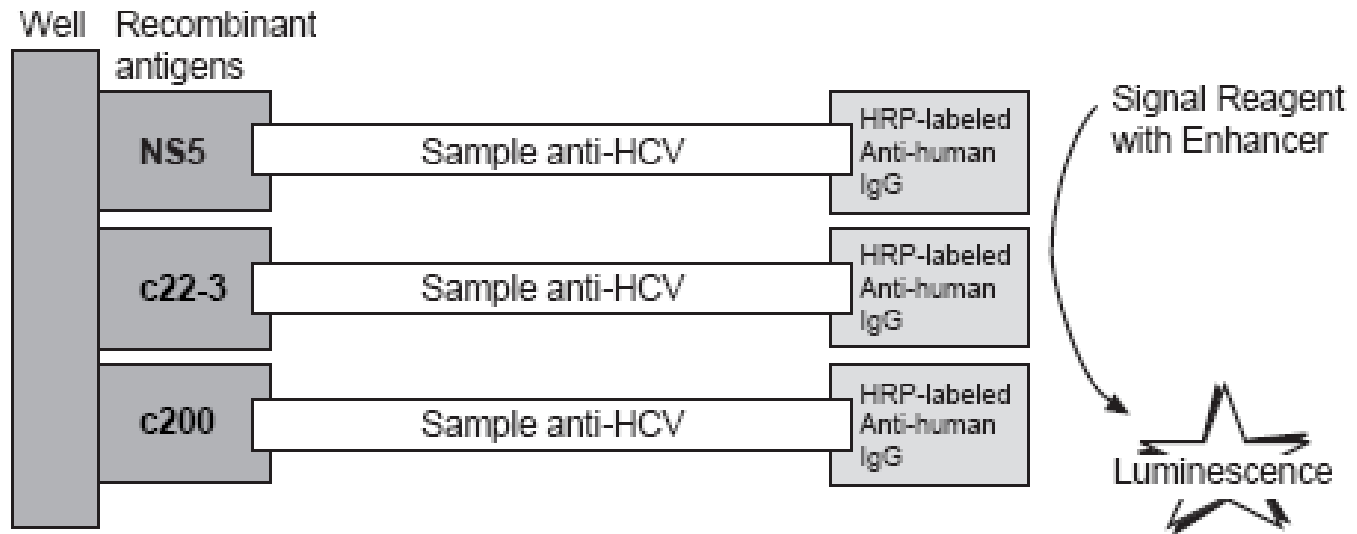 Well
Recombinant
antigens
NS5
Sample anti-HCV
HRP-labeled
Anti-human
IgG
c22-3
Sample anti-HCV
HRP-labeled
Anti-human
IgG
c200
Sample anti-HCV
HRP-labeled
Anti-human
IgG
Signal Reagent
with Enhancer
Luminescence